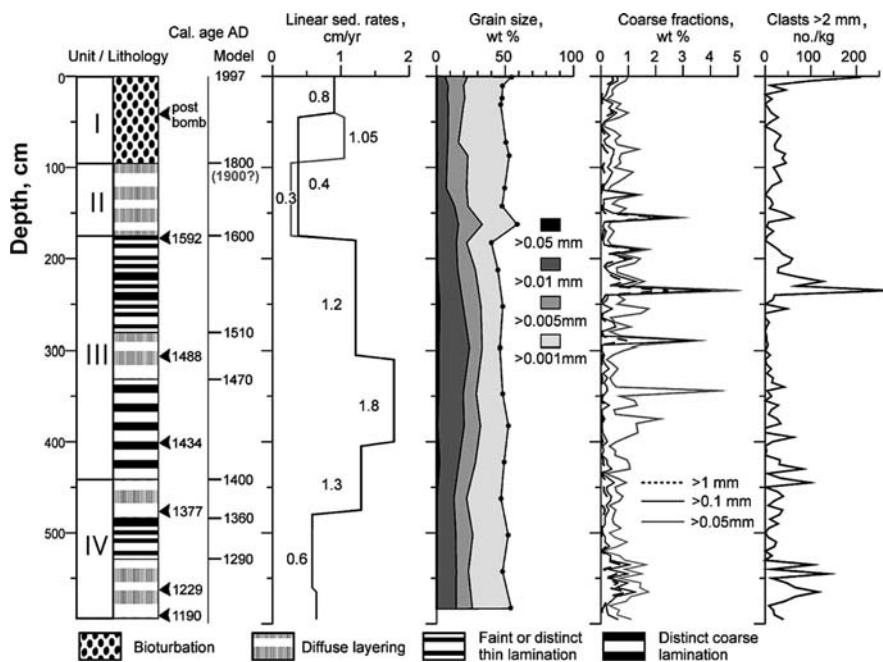 Cal. age AD
Unit / Lithology
Model
Linear sed. rates,
cm/yr
Grain size,
wt %
Coarse fractions,
wt %
Clasts >2 mm,
no./kg
0 1 2
0 50 100
0 1 2 3 4 5
0 100 200
Depth, cm
0
100
200
300
400
500
I
II
III
IV
post
bomb
1592
1488
1434
1377
1229
1190
1997
1800
(1900?)
1600
1510
1470
1400
1360
1290
0.8
1.05
0.4
0.3
1.2
1.8
1.3
0.6
>0.05 mm
>0.01 mm
>0.005mm
>0.001mm
>1 mm
>0.1 mm
>0.05mm
Bioturbation
Diffuse layering
Faint or distinct
thin lamination
Distinct coarse
lamination